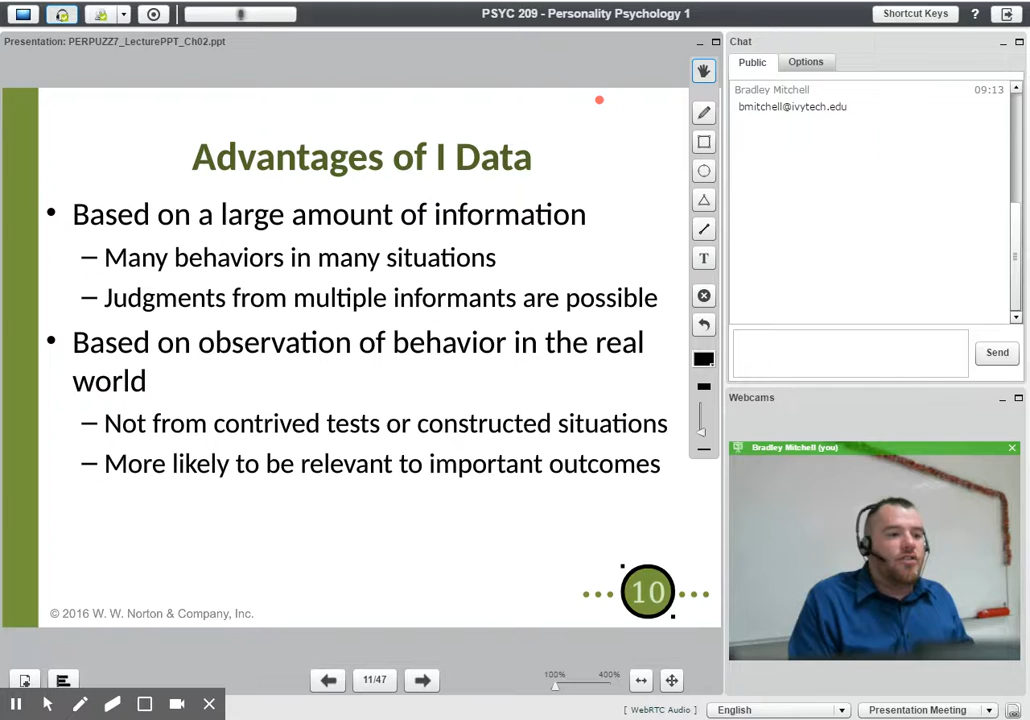 PSYC 209 - Personality Psychology 1
Shortcut Keys
?
Presentation: PERPUZZ7_LecturePPT_Ch02.ppt
Advantages of I Data
• Based on a large amount of information
– Many behaviors in many situations
– Judgments from multiple informants are possible
• Based on observation of behavior in the real
world
– Not from contrived tests or constructed situations
– More likely to be relevant to important outcomes
10
© 2016 W. W. Norton & Company, Inc.
T
11/47
100%
400%
Chat
Public
Options
Bradley Mitchell
09:13
bmitchell@ivytech.edu
Send
Webcams
Bradley Mitchell (you)
[ WebRTC Audio ]
English
Presentation Meeting